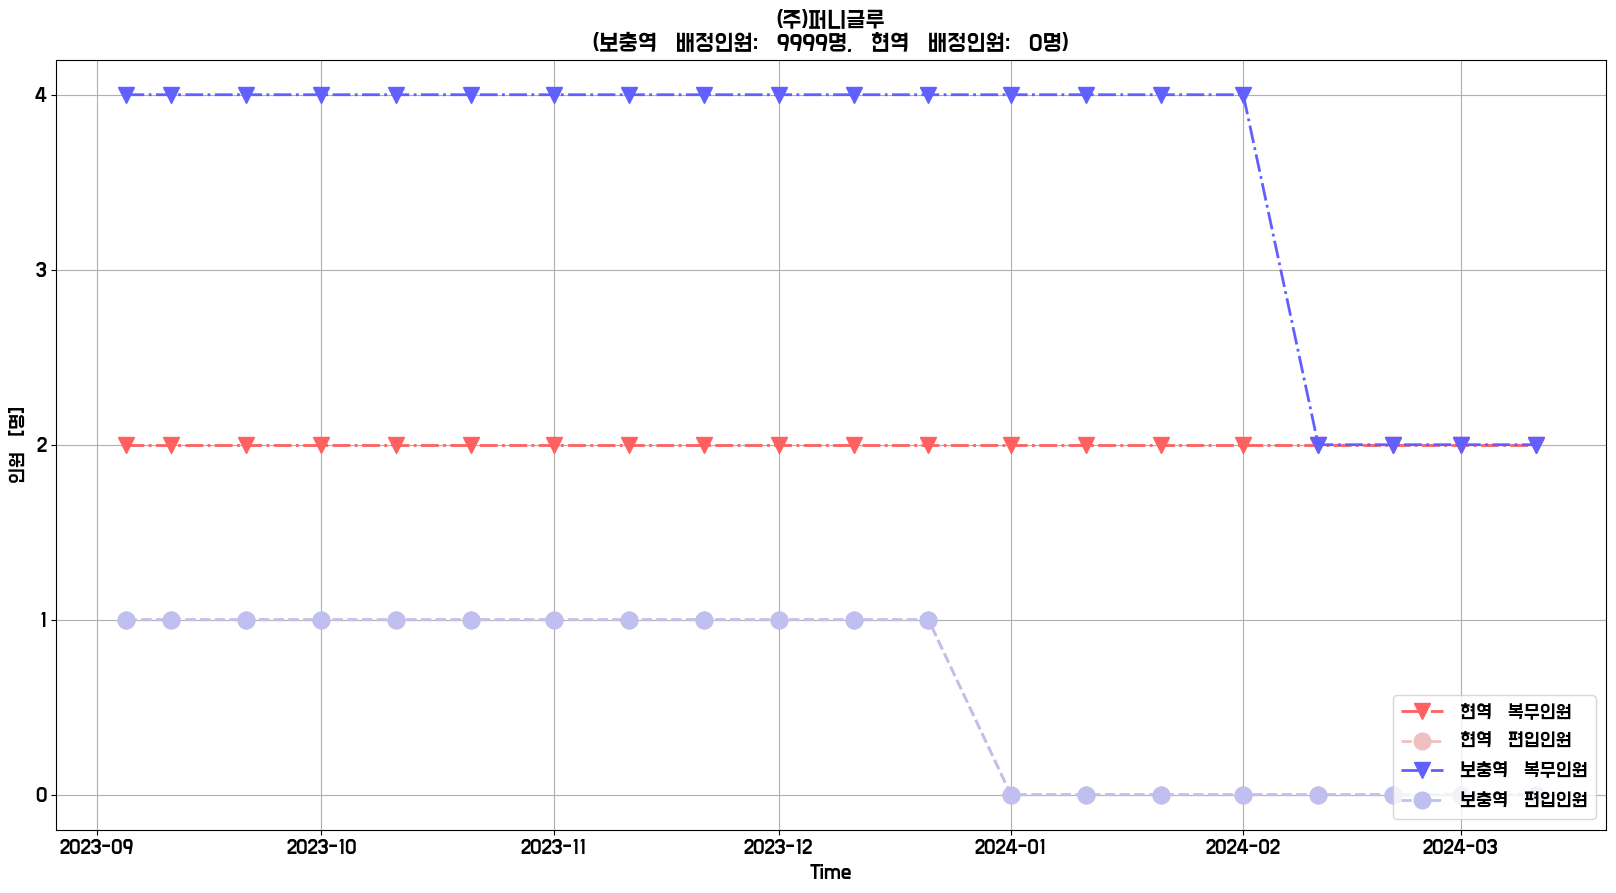 (주)퍼니글루
(보충역 배정인원: 9999명, 현역 배정인원: 0명)
인원 [명]
4
3
2
1
0
2023-09
2023-10
2023-11
2023-12
2024-01
2024-02
2024-03
Time
현역 복무인원
현역 편입인원
보충역 복무인원
보충역 편입인원